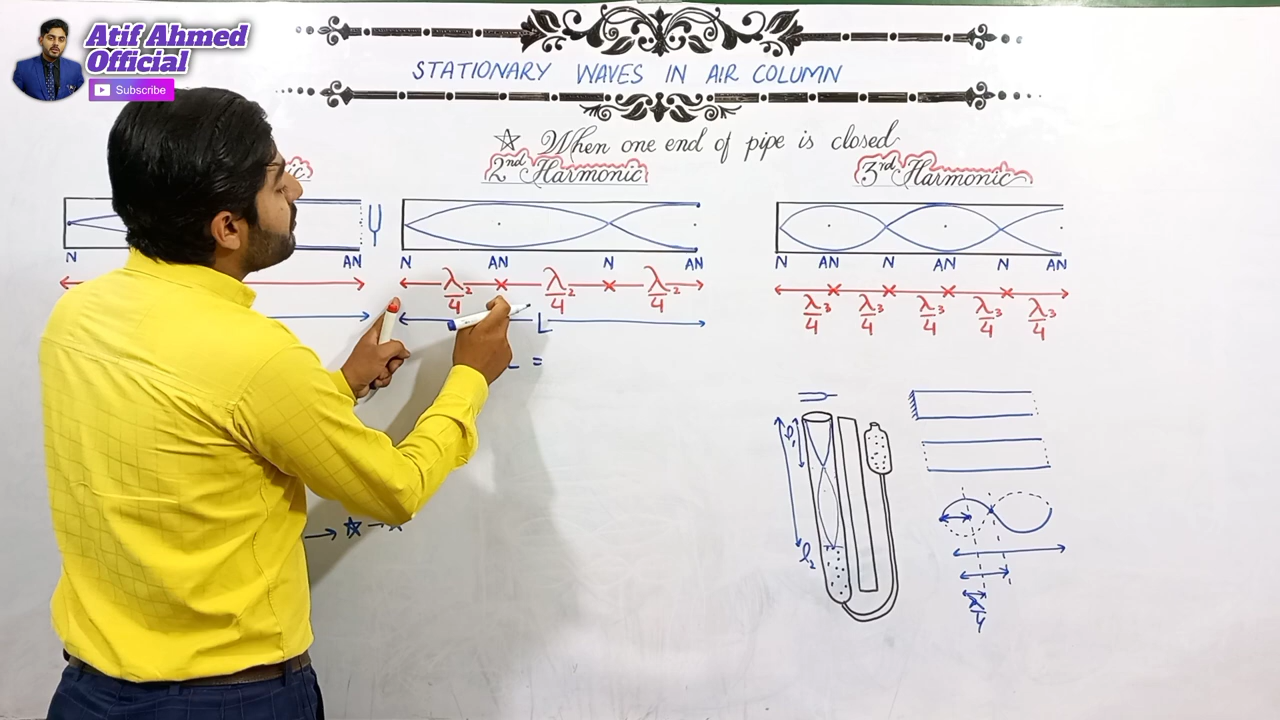 Atif Ahmed
Official
Subscribe
STATIONARY WAVES IN AIR COLUMN
☆ When one end of pipe is closed
2nd Harmonic
3rd Harmonic
N AN
N AN N AN
N AN N AN N AN
λ2/4 λ2/4 λ2/4
λ3/4 λ3/4 λ3/4 λ3/4 λ3/4
L
L =
ℓ1
ℓ2
→ ☆ →
λ/4